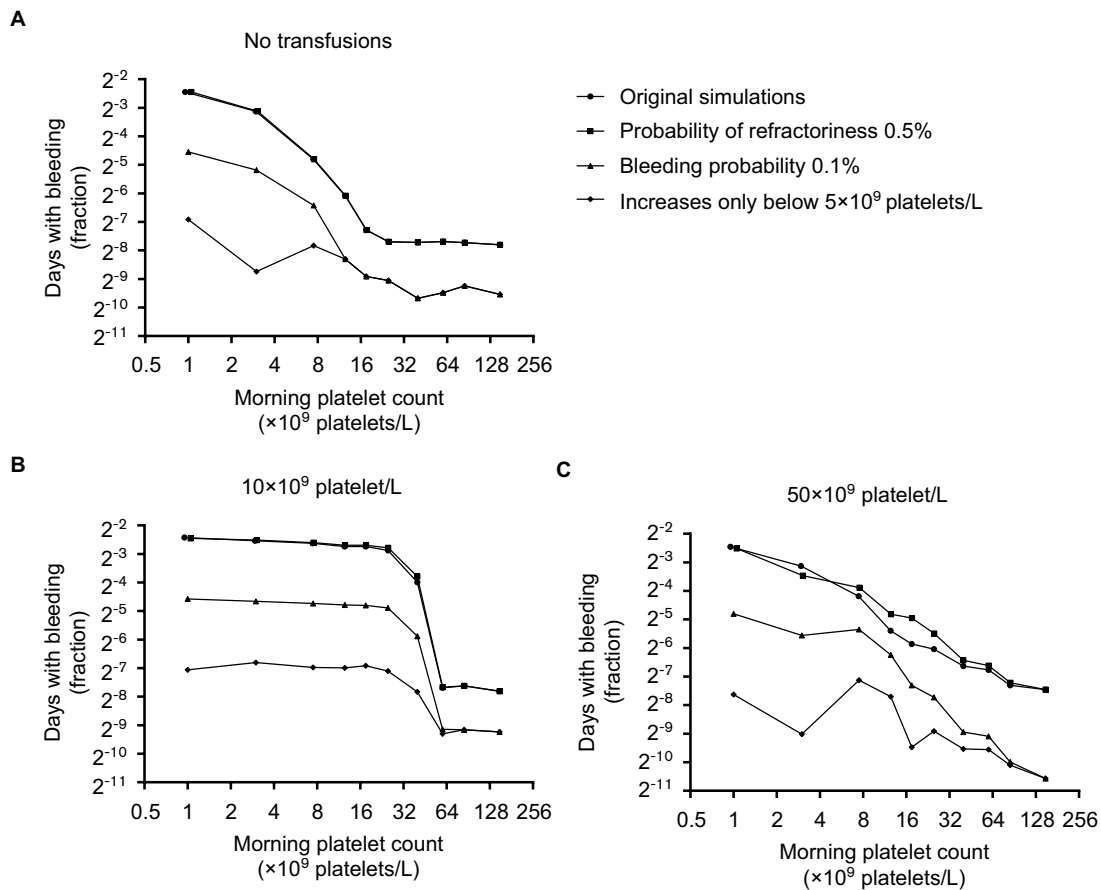 A
No transfusions
2⁻²
2⁻³
2⁻⁴
2⁻⁵
2⁻⁶
2⁻⁷
2⁻⁸
2⁻⁹
2⁻¹⁰
2⁻¹¹
Days with bleeding
(fraction)
0.5 1 2 4 8 16 32 64 128 256
Morning platelet count
(×10⁹ platelets/L)
Original simulations
Probability of refractoriness 0.5%
Bleeding probability 0.1%
Increases only below 5×10⁹ platelets/L
B
10×10⁹ platelet/L
2⁻²
2⁻³
2⁻⁴
2⁻⁵
2⁻⁶
2⁻⁷
2⁻⁸
2⁻⁹
2⁻¹⁰
2⁻¹¹
Days with bleeding
(fraction)
0.5 1 2 4 8 16 32 64 128 256
Morning platelet count
(×10⁹ platelets/L)
C
50×10⁹ platelet/L
2⁻²
2⁻³
2⁻⁴
2⁻⁵
2⁻⁶
2⁻⁷
2⁻⁸
2⁻⁹
2⁻¹⁰
2⁻¹¹
Days with bleeding
(fraction)
0.5 1 2 4 8 16 32 64 128 256
Morning platelet count
(×10⁹ platelets/L)